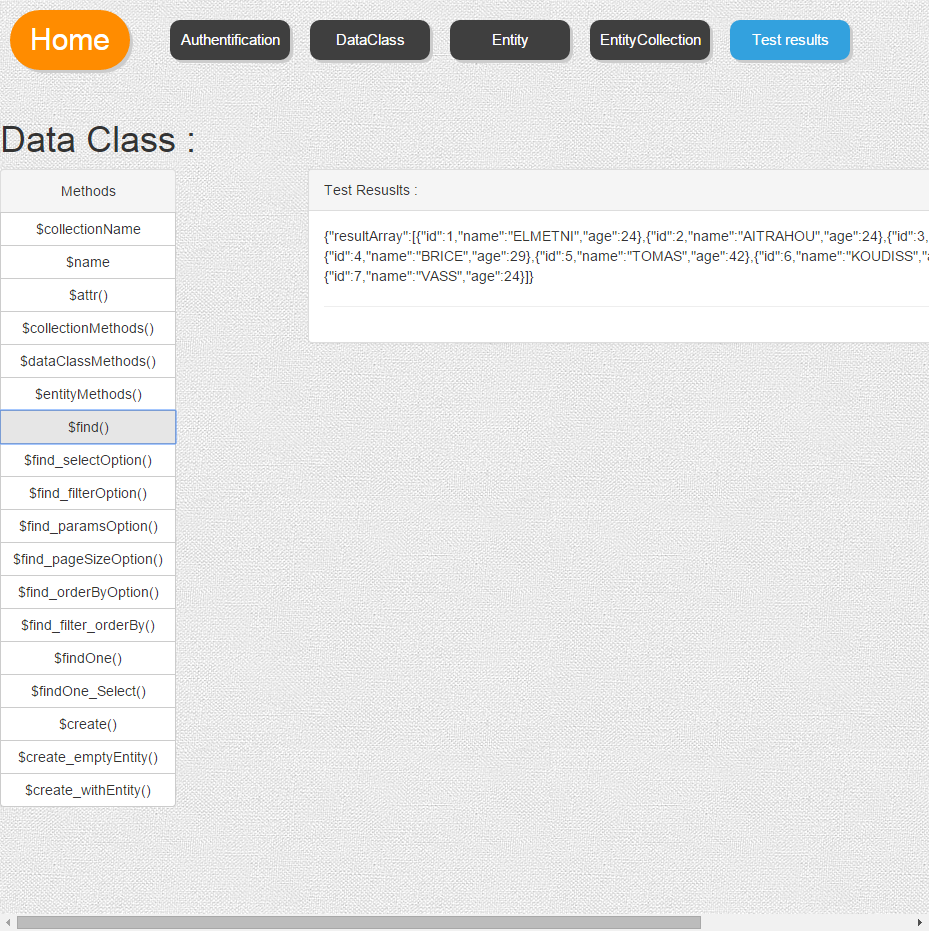 Home
Authentification
DataClass
Entity
EntityCollection
Test results
Data Class :
Methods
$collectionName
$name
$attr()
$collectionMethods()
$dataClassMethods()
$entityMethods()
$find()
$find_selectOption()
$find_filterOption()
$find_paramsOption()
$find_pageSizeOption()
$find_orderByOption()
$find_filter_orderBy()
$findOne()
$findOne_Select()
$create()
$create_emptyEntity()
$create_withEntity()
Test Resuslts :
{"resultArray":[{"id":1,"name":"ELMETNI","age":24},{"id":2,"name":"AITRAHOU","age":24},{"id":3,
{"id":4,"name":"BRICE","age":29},{"id":5,"name":"TOMAS","age":42},{"id":6,"name":"KOUDISS","
{"id":7,"name":"VASS","age":24}]}